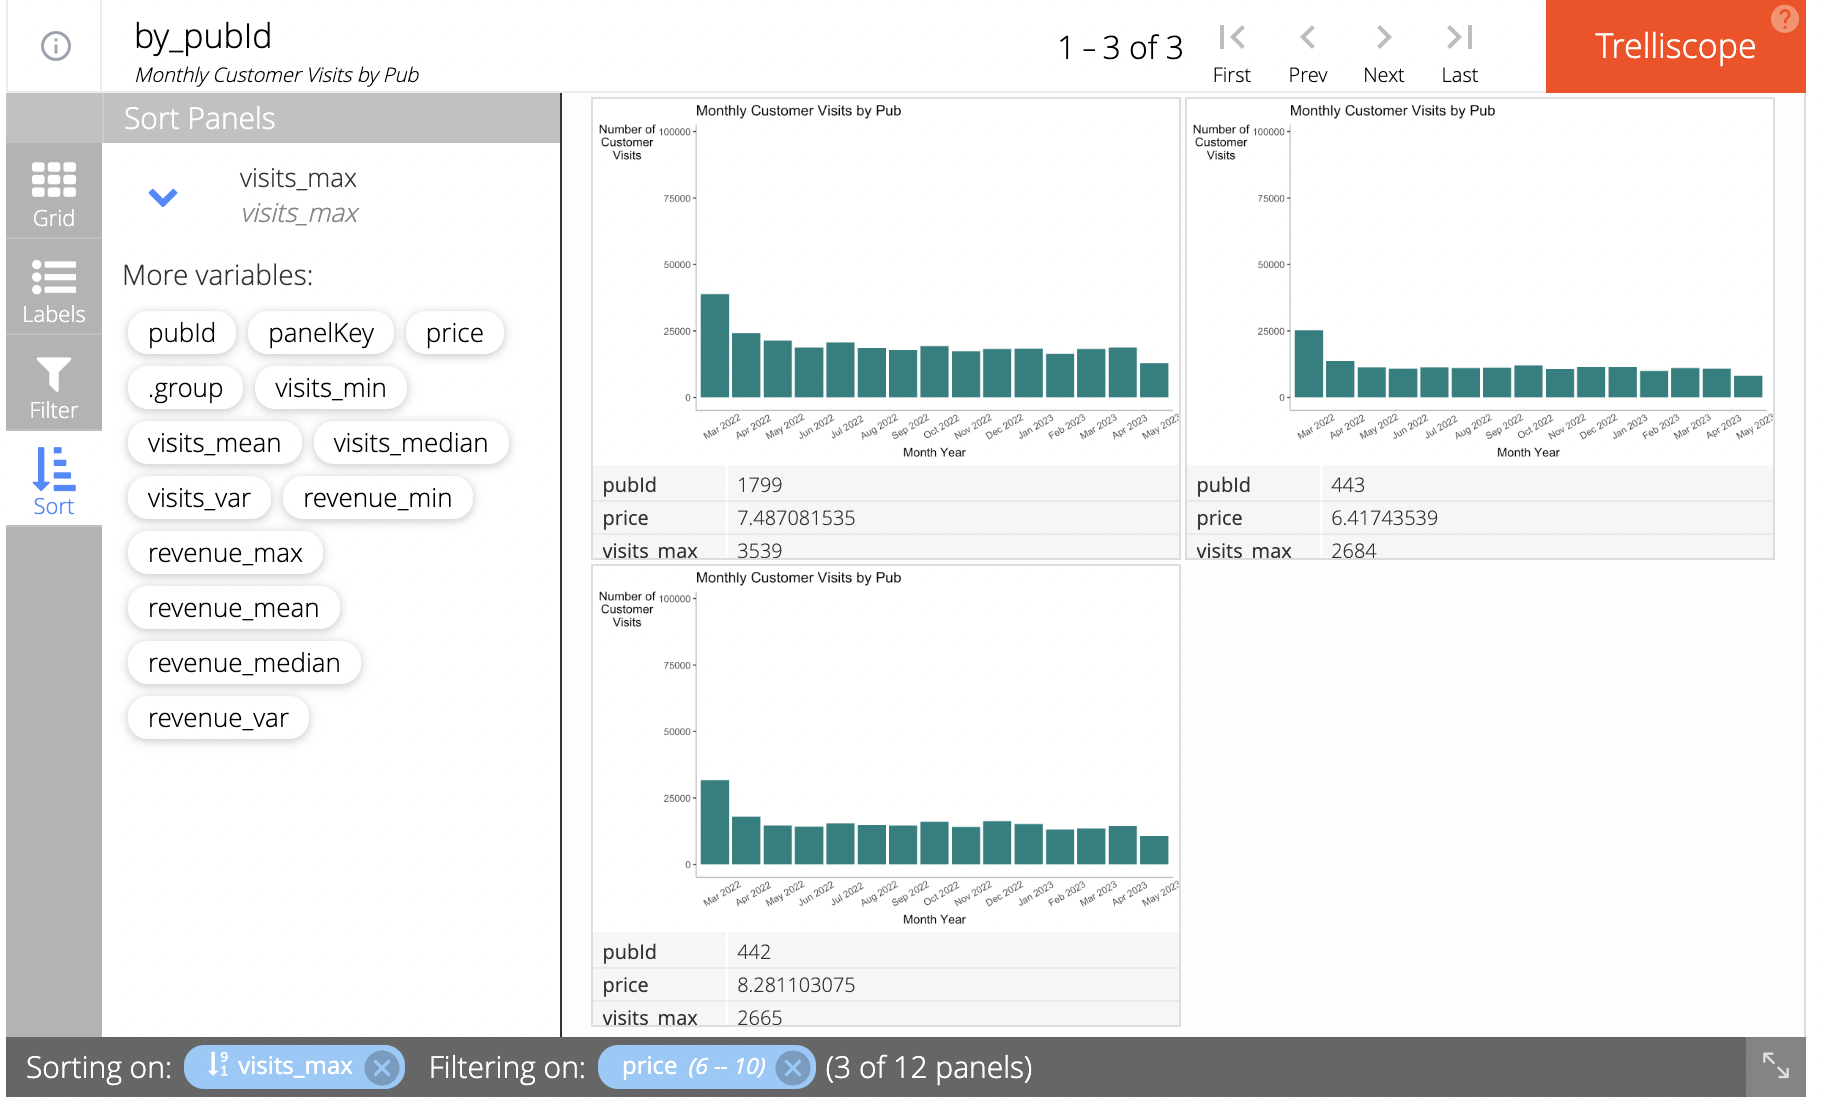 by_pubId
Monthly Customer Visits by Pub
1 – 3 of 3
First
Prev
Next
Last
Trelliscope
?
Sort Panels
Grid
Labels
Filter
Sort
visits_max
visits_max
More variables:
pubId
panelKey
price
.group
visits_min
visits_mean
visits_median
visits_var
revenue_min
revenue_max
revenue_mean
revenue_median
revenue_var
Monthly Customer Visits by Pub
Number of
Customer
Visits
100000
75000
50000
25000
0
Mar 2022
Apr 2022
May 2022
Jun 2022
Jul 2022
Aug 2022
Sep 2022
Oct 2022
Nov 2022
Dec 2022
Jan 2023
Feb 2023
Mar 2023
Apr 2023
May 2023
Month Year
pubId 1799
price 7.487081535
visits_max 3539
Monthly Customer Visits by Pub
Number of
Customer
Visits
100000
75000
50000
25000
0
Mar 2022
Apr 2022
May 2022
Jun 2022
Jul 2022
Aug 2022
Sep 2022
Oct 2022
Nov 2022
Dec 2022
Jan 2023
Feb 2023
Mar 2023
Apr 2023
May 2023
Month Year
pubId 443
price 6.41743539
visits_max 2684
Monthly Customer Visits by Pub
Number of
Customer
Visits
100000
75000
50000
25000
0
Mar 2022
Apr 2022
May 2022
Jun 2022
Jul 2022
Aug 2022
Sep 2022
Oct 2022
Nov 2022
Dec 2022
Jan 2023
Feb 2023
Mar 2023
Apr 2023
May 2023
Month Year
pubId 442
price 8.281103075
visits_max 2665
Sorting on: visits_max Filtering on: price (6 -- 10) (3 of 12 panels)